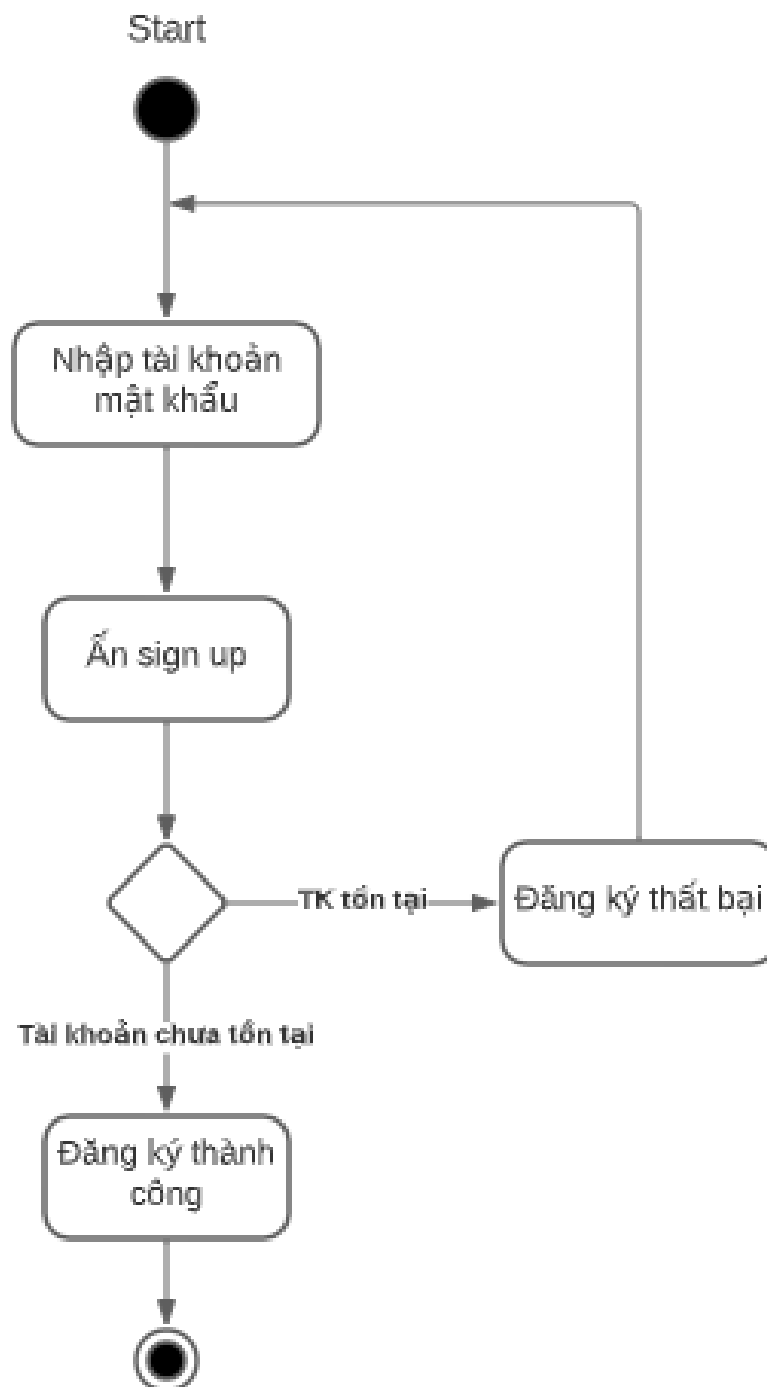 Start
Nhập tài khoản
mật khẩu
Ấn sign up
TK tồn tại
Đăng ký thất bại
Tài khoản chưa tồn tại
Đăng ký thành
công